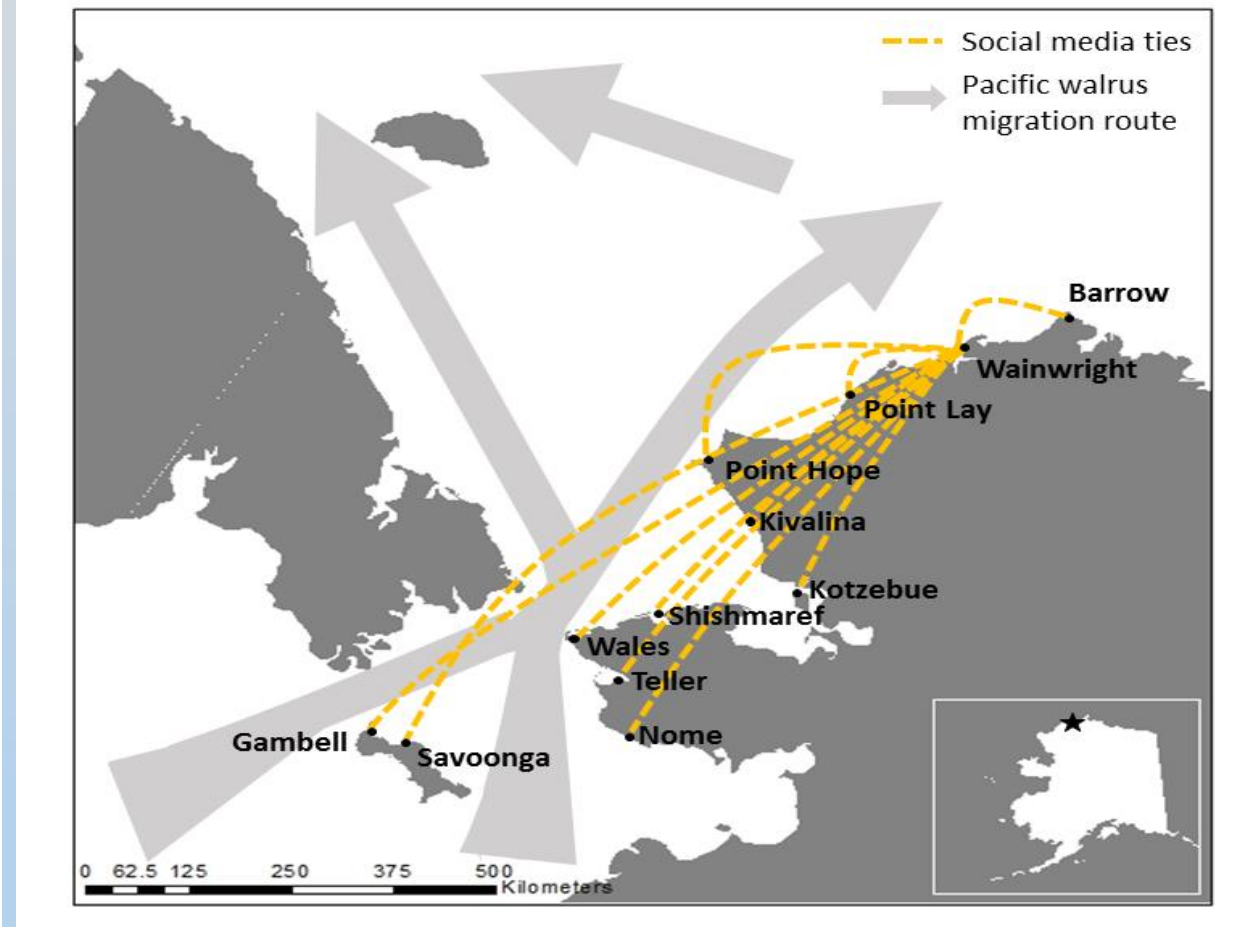 Social media ties
Pacific walrus
migration route
Barrow
Wainwright
Point Lay
Point Hope
Kivalina
Kotzebue
Shishmaref
Wales
Teller
Nome
Gambell
Savoonga
0 62.5 125 250 375 500
Kilometers